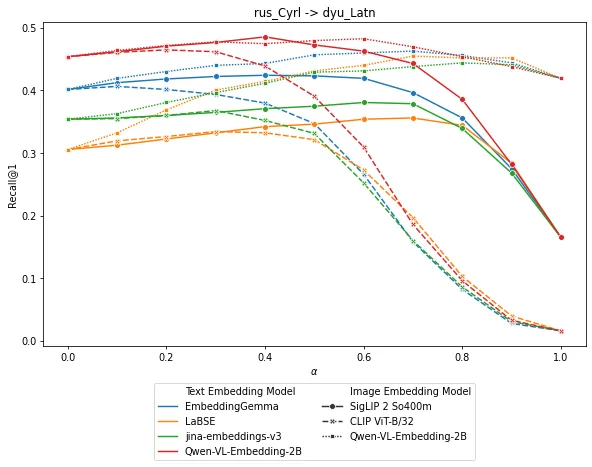 rus_Cyrl -> dyu_Latn
0.5
0.4
0.3
0.2
0.1
0.0
Recall@1
0.0 0.2 0.4 0.6 0.8 1.0
α
Text Embedding Model Image Embedding Model
EmbeddingGemma SigLIP 2 So400m
LaBSE CLIP ViT-B/32
jina-embeddings-v3 Qwen-VL-Embedding-2B
Qwen-VL-Embedding-2B